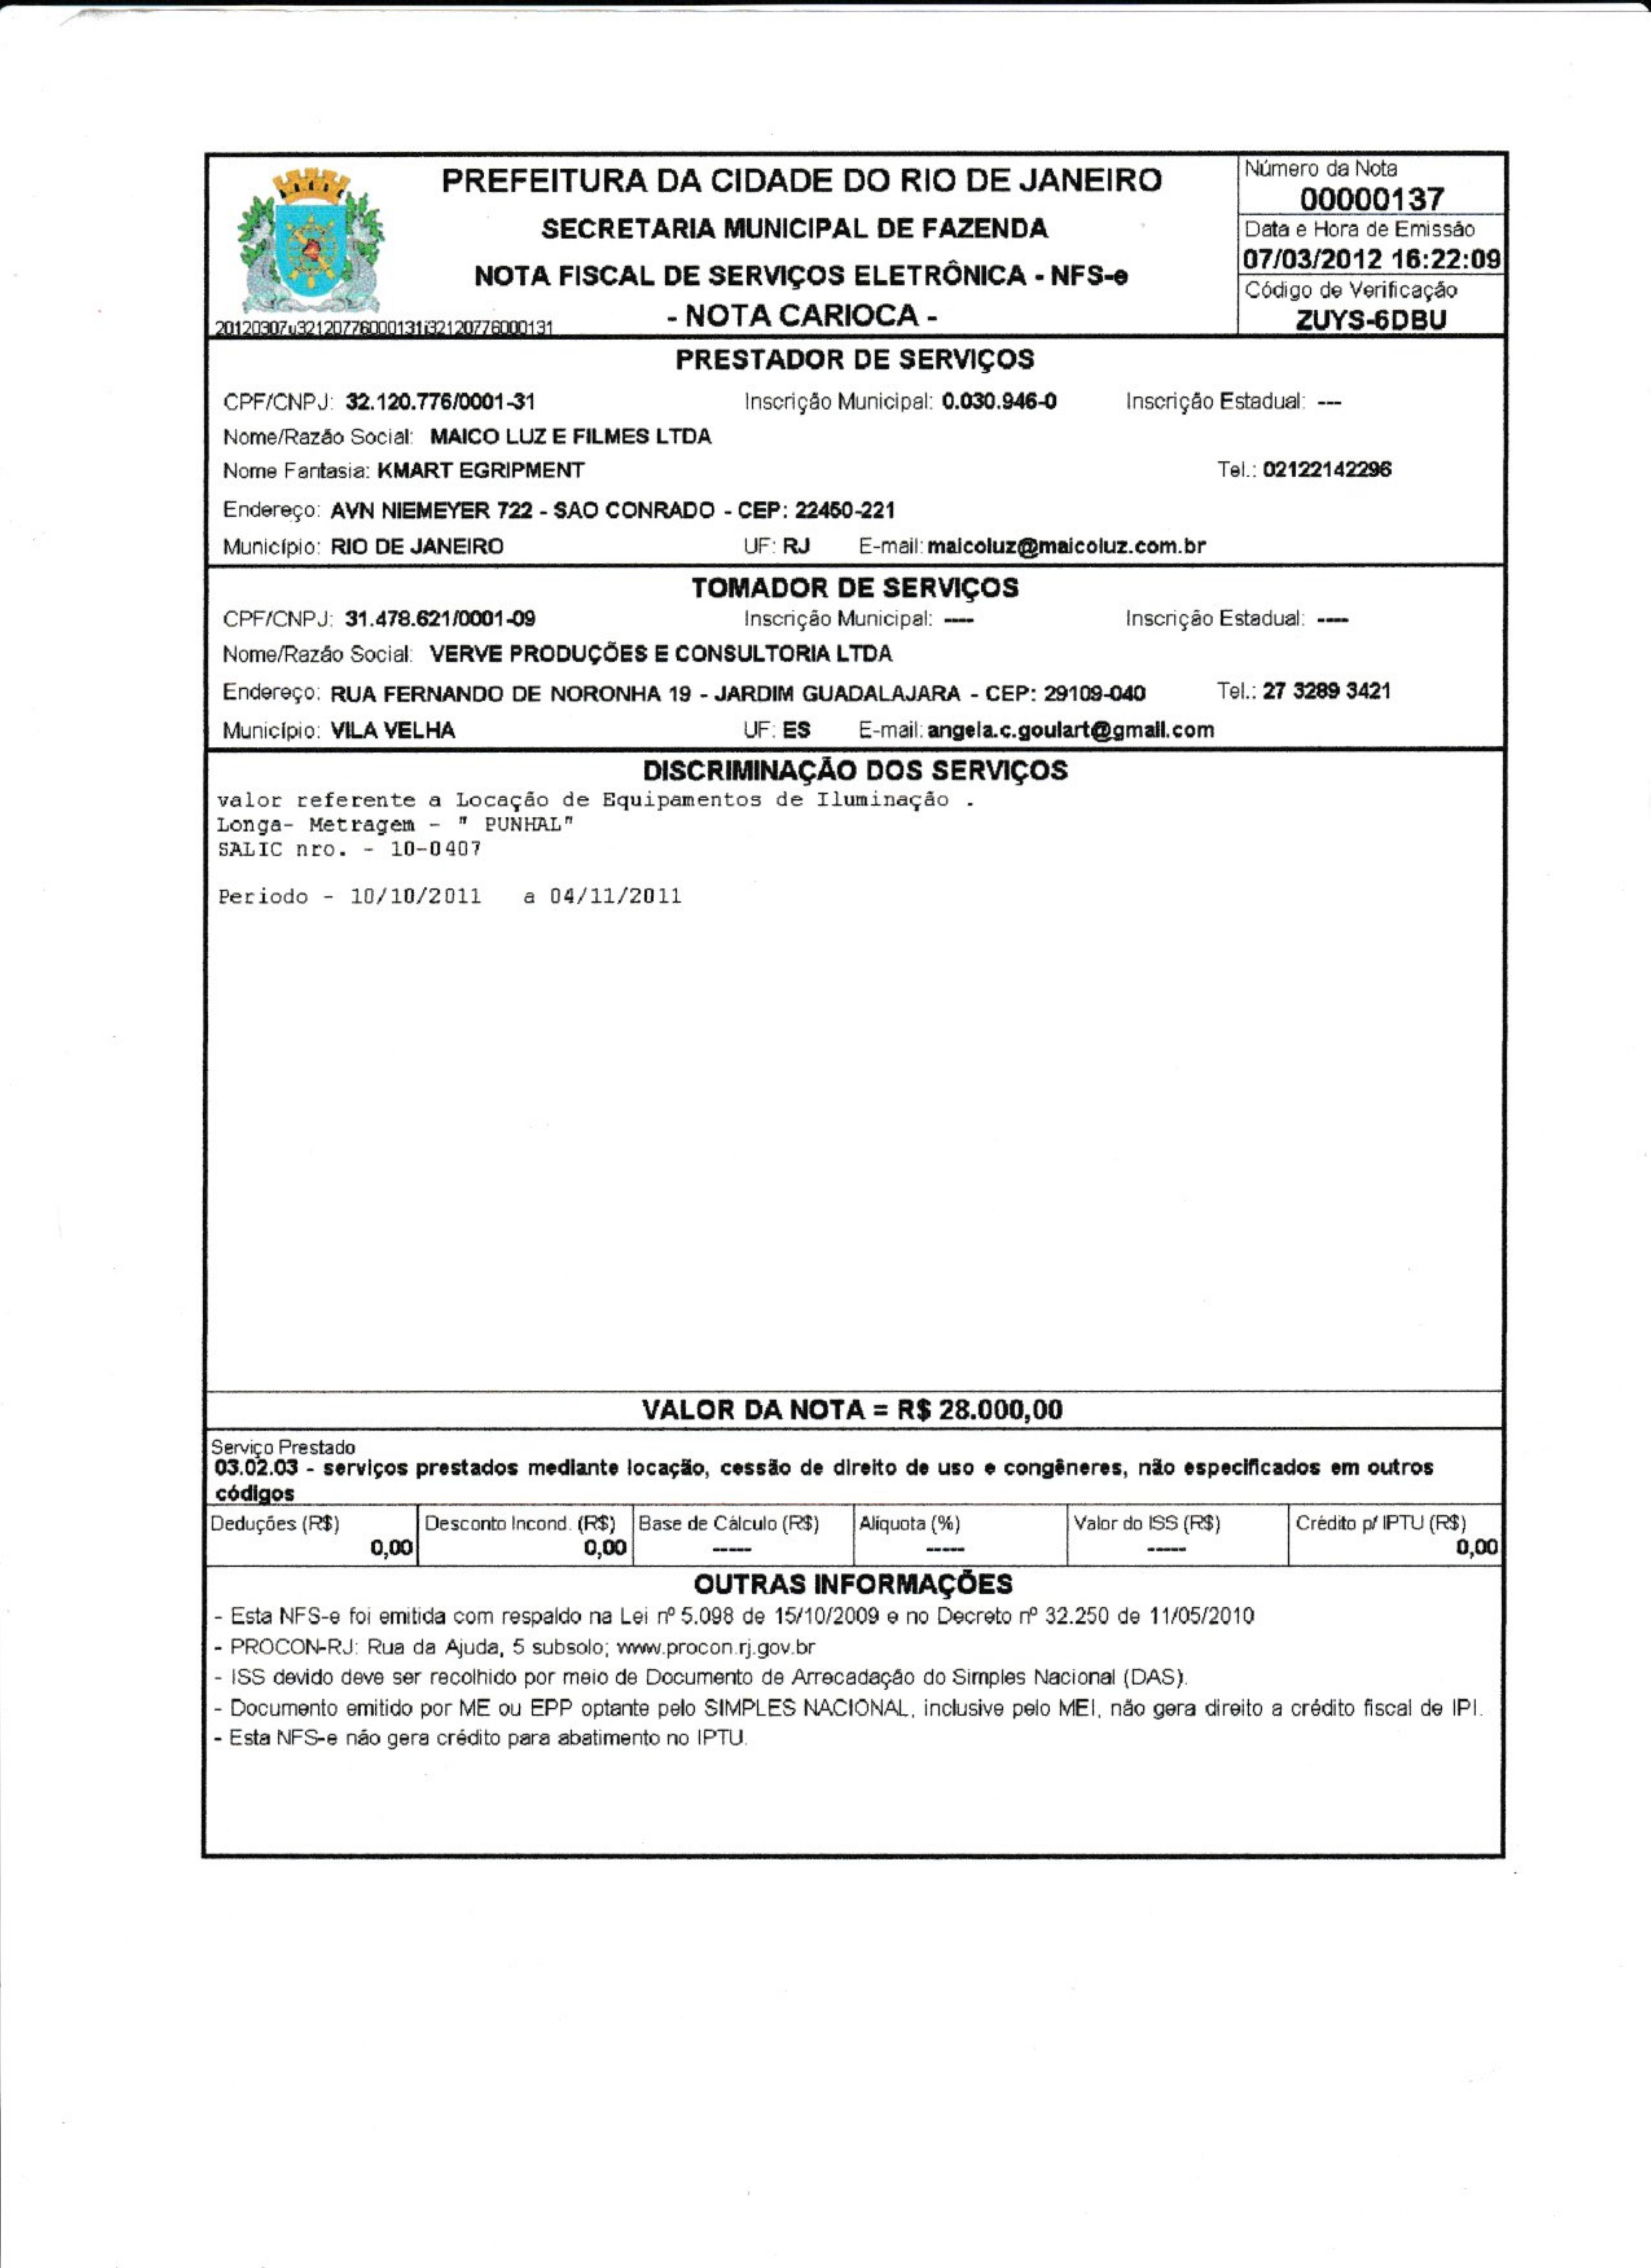 PREFEITURA DA CIDADE DO RIO DE JANEIRO
SECRETARIA MUNICIPAL DE FAZENDA
NOTA FISCAL DE SERVIÇOS ELETRÔNICA - NFS-e
- NOTA CARIOCA -
20120307u32120776000131i32120776000131
Número da Nota
00000137
Data e Hora de Emissão
07/03/2012 16:22:09
Código de Verificação
ZUYS-6DBU
PRESTADOR DE SERVIÇOS
CPF/CNPJ: 32.120.776/0001-31 Inscrição Municipal: 0.030.946-0 Inscrição Estadual: ---
Nome/Razão Social: MAICO LUZ E FILMES LTDA
Nome Fantasia: KMART EGRIPMENT Tel.: 02122142296
Endereço: AVN NIEMEYER 722 - SAO CONRADO - CEP: 22450-221
Município: RIO DE JANEIRO UF: RJ E-mail: maicoluz@maicoluz.com.br
TOMADOR DE SERVIÇOS
CPF/CNPJ: 31.478.621/0001-09 Inscrição Municipal: ---- Inscrição Estadual: ----
Nome/Razão Social: VERVE PRODUÇÕES E CONSULTORIA LTDA
Endereço: RUA FERNANDO DE NORONHA 19 - JARDIM GUADALAJARA - CEP: 29109-040 Tel.: 27 3289 3421
Município: VILA VELHA UF: ES E-mail: angela.c.goulart@gmail.com
DISCRIMINAÇÃO DOS SERVIÇOS
valor referente a Locação de Equipamentos de Iluminação .
Longa- Metragem - " PUNHAL"
SALIC nro. - 10-0407
Periodo - 10/10/2011 a 04/11/2011
VALOR DA NOTA = R$ 28.000,00
Serviço Prestado
03.02.03 - serviços prestados mediante locação, cessão de direito de uso e congêneres, não especificados em outros
códigos
Deduções (R$) Desconto Incond. (R$) Base de Cálculo (R$) Alíquota (%) Valor do ISS (R$) Crédito p/ IPTU (R$)
0,00 0,00 ----- ----- ----- 0,00
OUTRAS INFORMAÇÕES
- Esta NFS-e foi emitida com respaldo na Lei nº 5.098 de 15/10/2009 e no Decreto nº 32.250 de 11/05/2010
- PROCON-RJ: Rua da Ajuda, 5 subsolo; www.procon.rj.gov.br
- ISS devido deve ser recolhido por meio de Documento de Arrecadação do Simples Nacional (DAS).
- Documento emitido por ME ou EPP optante pelo SIMPLES NACIONAL, inclusive pelo MEI, não gera direito a crédito fiscal de IPI.
- Esta NFS-e não gera crédito para abatimento no IPTU.